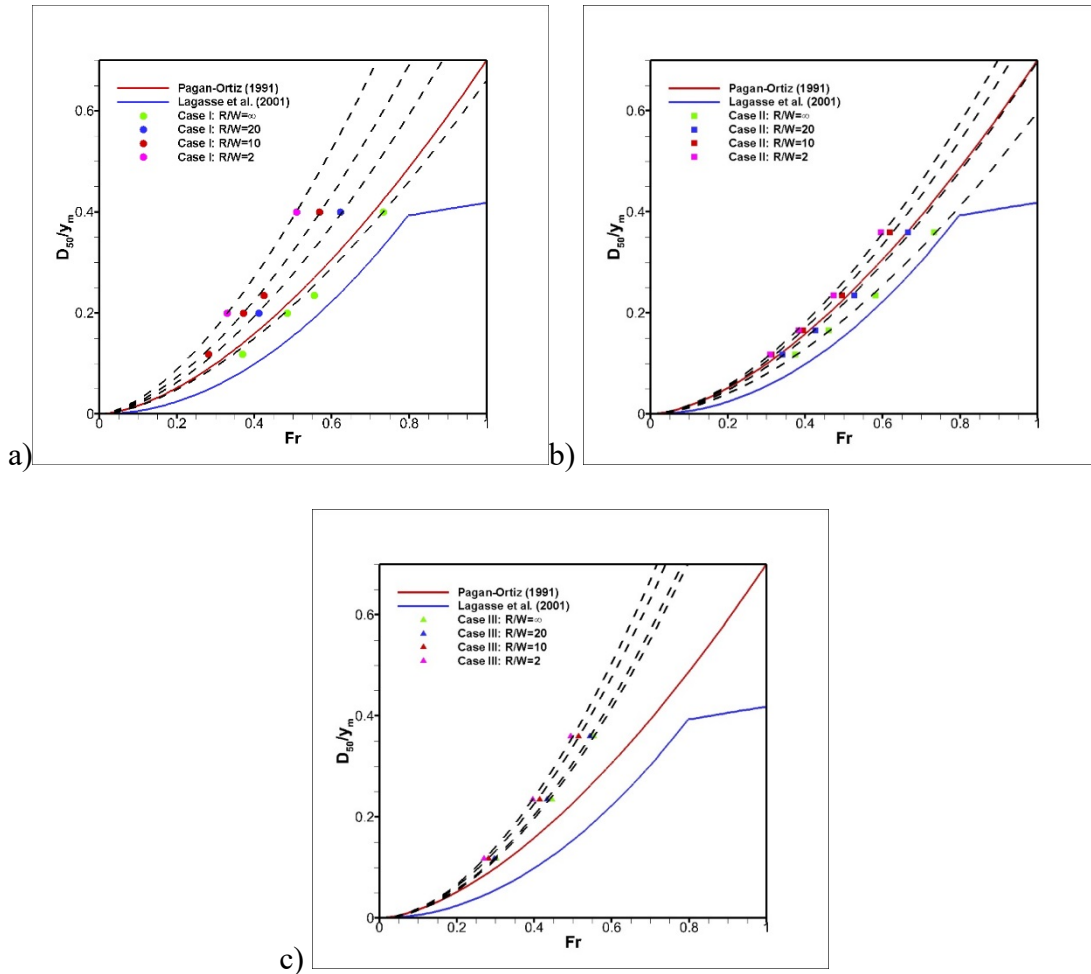 Pagan-Ortiz (1991)
Lagasse et al. (2001)
Case I: R/W=∞
Case I: R/W=20
Case I: R/W=10
Case I: R/W=2
0.6
0.4
0.2
0
D50/ym
0.2
0.4
0.6
0.8
1
Fr
a)
Pagan-Ortiz (1991)
Lagasse et al. (2001)
Case II: R/W=∞
Case II: R/W=20
Case II: R/W=10
Case II: R/W=2
0.6
0.4
0.2
0
D50/ym
0
0.2
0.4
0.6
0.8
1
Fr
b)
Pagan-Ortiz (1991)
Lagasse et al. (2001)
Case III: R/W=∞
Case III: R/W=20
Case III: R/W=10
Case III: R/W=2
0.6
0.4
0.2
0
D50/ym
0
0.2
0.4
0.6
0.8
1
Fr
c)